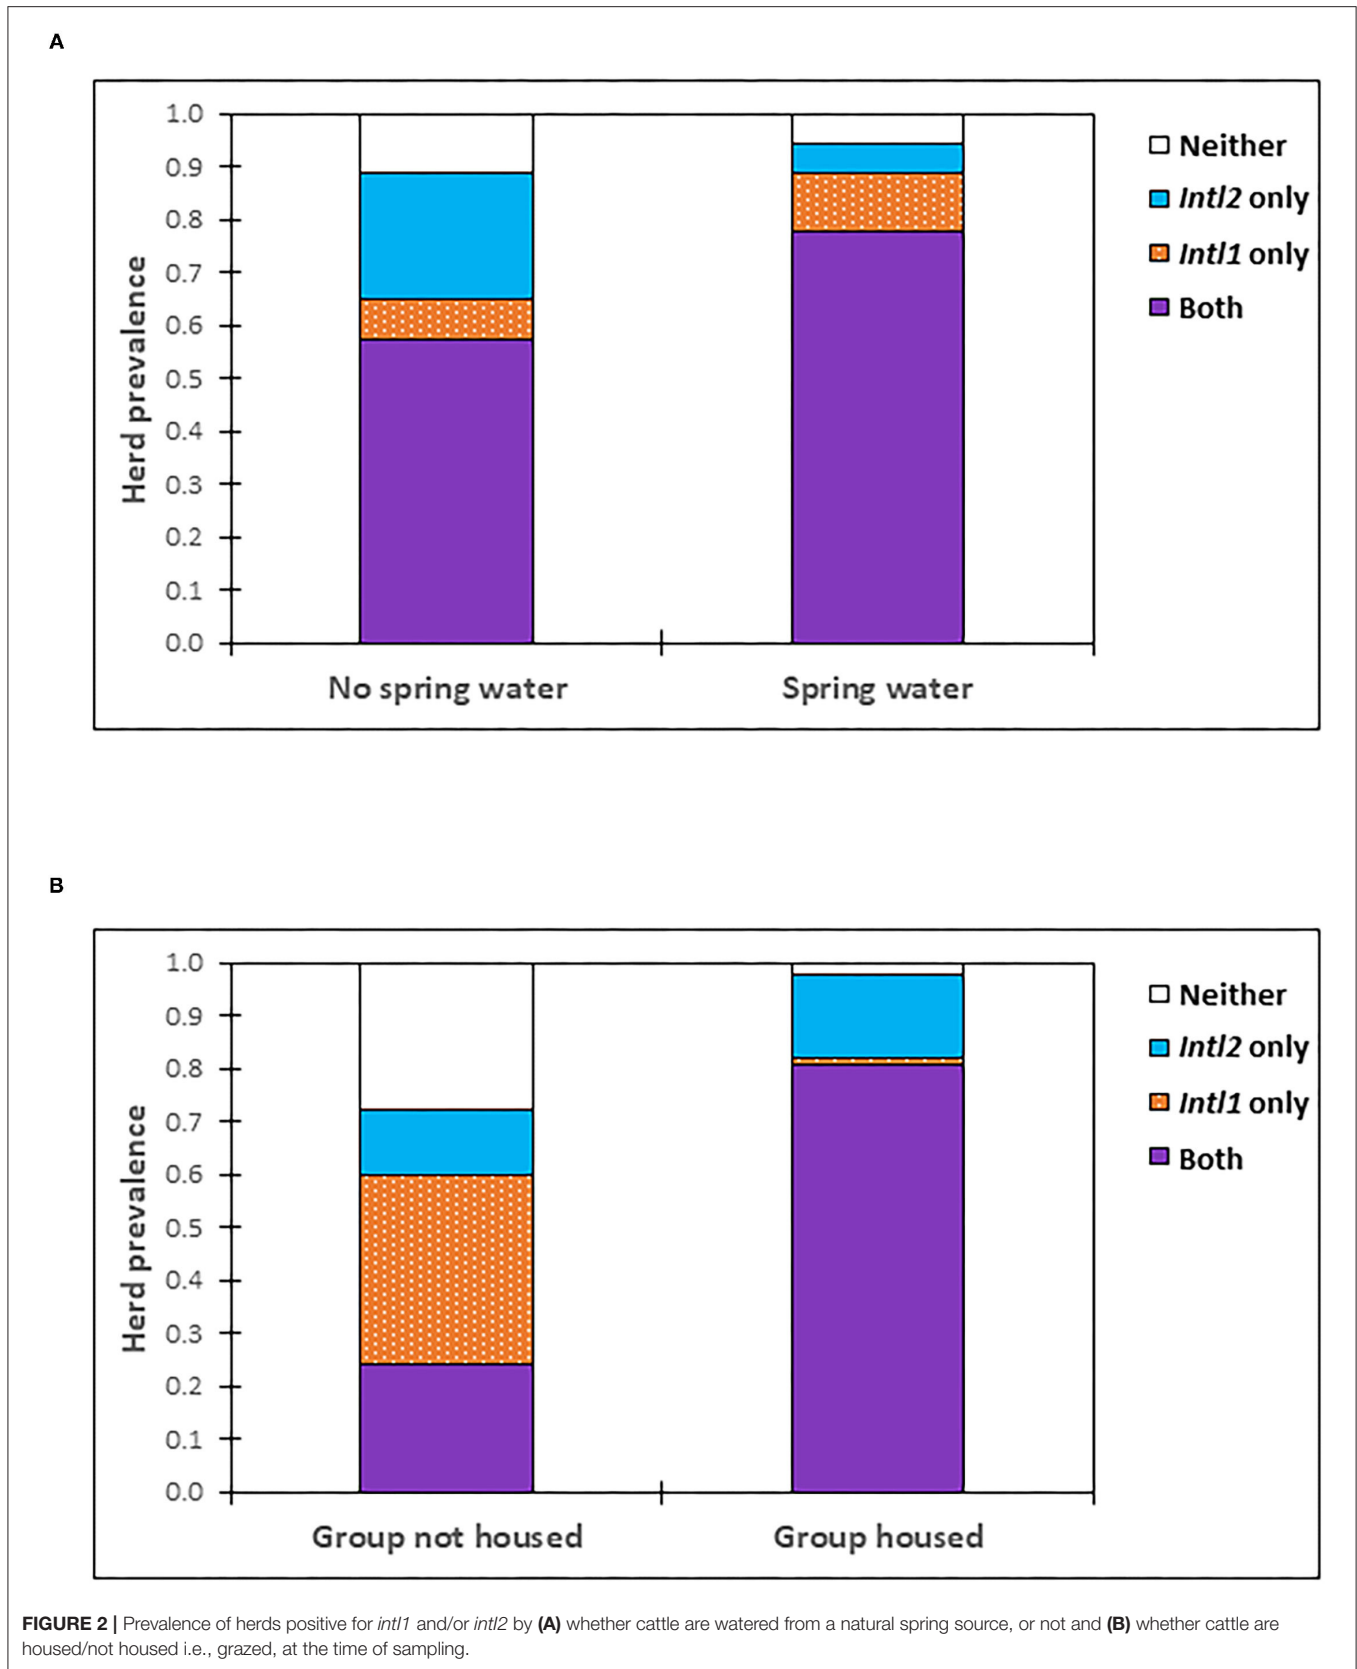 A
1.0
0.9
0.8
0.7
0.6
0.5
0.4
0.3
0.2
0.1
0.0
Herd prevalence
No spring water
Spring water
Neither
Intl2 only
Intl1 only
Both
B
1.0
0.9
0.8
0.7
0.6
0.5
0.4
0.3
0.2
0.1
0.0
Herd prevalence
Group not housed
Group housed
Neither
Intl2 only
Intl1 only
Both
FIGURE 2 | Prevalence of herds positive for intl1 and/or intl2 by (A) whether cattle are watered from a natural spring source, or not and (B) whether cattle are
housed/not housed i.e., grazed, at the time of sampling.